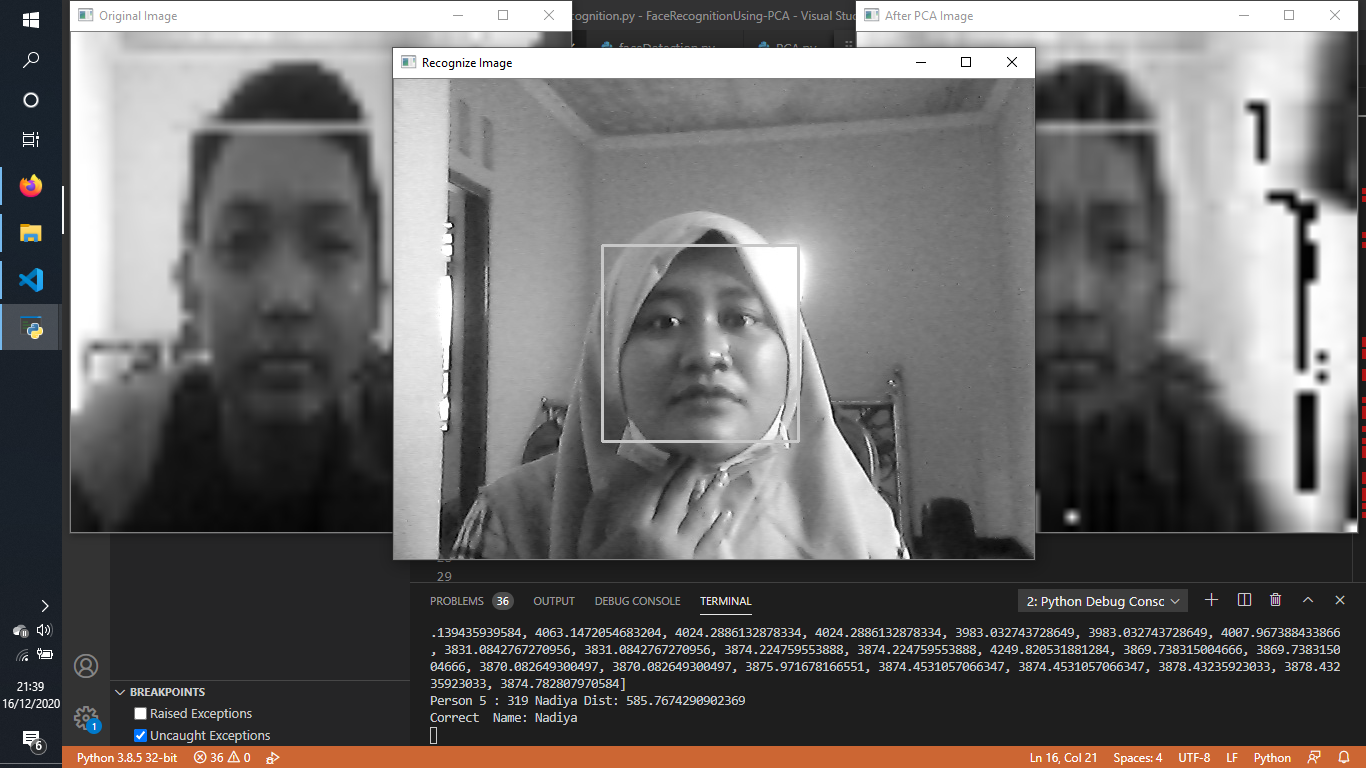 Original Image
cognition.py - FaceRecognitionUsing-PCA - Visual Stud
After PCA Image
faceDetection.py
PCA.py
Recognize Image
29
PROBLEMS 36 OUTPUT DEBUG CONSOLE TERMINAL 2: Python Debug Consc
.139435939584, 4063.1472054683204, 4024.2886132878334, 4024.2886132878334, 3983.032743728649, 3983.032743728649, 4007.967388433866
, 3831.0842767270956, 3831.0842767270956, 3874.224759553888, 3874.224759553888, 4249.820531881284, 3869.738315004666, 3869.7383150
04666, 3870.082649300497, 3870.082649300497, 3875.971678166551, 3874.4531057066347, 3874.4531057066347, 3878.43235923033, 3878.432
35923033, 3874.782807970584]
Person 5 : 319 Nadiya Dist: 585.7674290902369
Correct  Name: Nadiya
BREAKPOINTS
Raised Exceptions
Uncaught Exceptions
1
21:39
16/12/2020
6
Python 3.8.5 32-bit 36 0 Ln 16, Col 21 Spaces: 4 UTF-8 LF Python